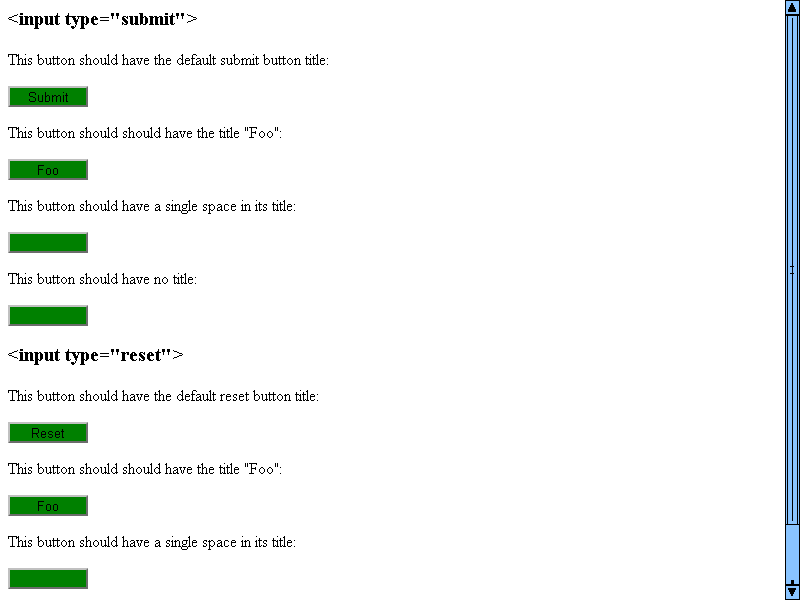 <input type="submit">
This button should have the default submit button title:
Submit
This button should should have the title "Foo":
Foo
This button should have a single space in its title:
This button should have no title:
<input type="reset">
This button should have the default reset button title:
Reset
This button should should have the title "Foo":
Foo
This button should have a single space in its title: